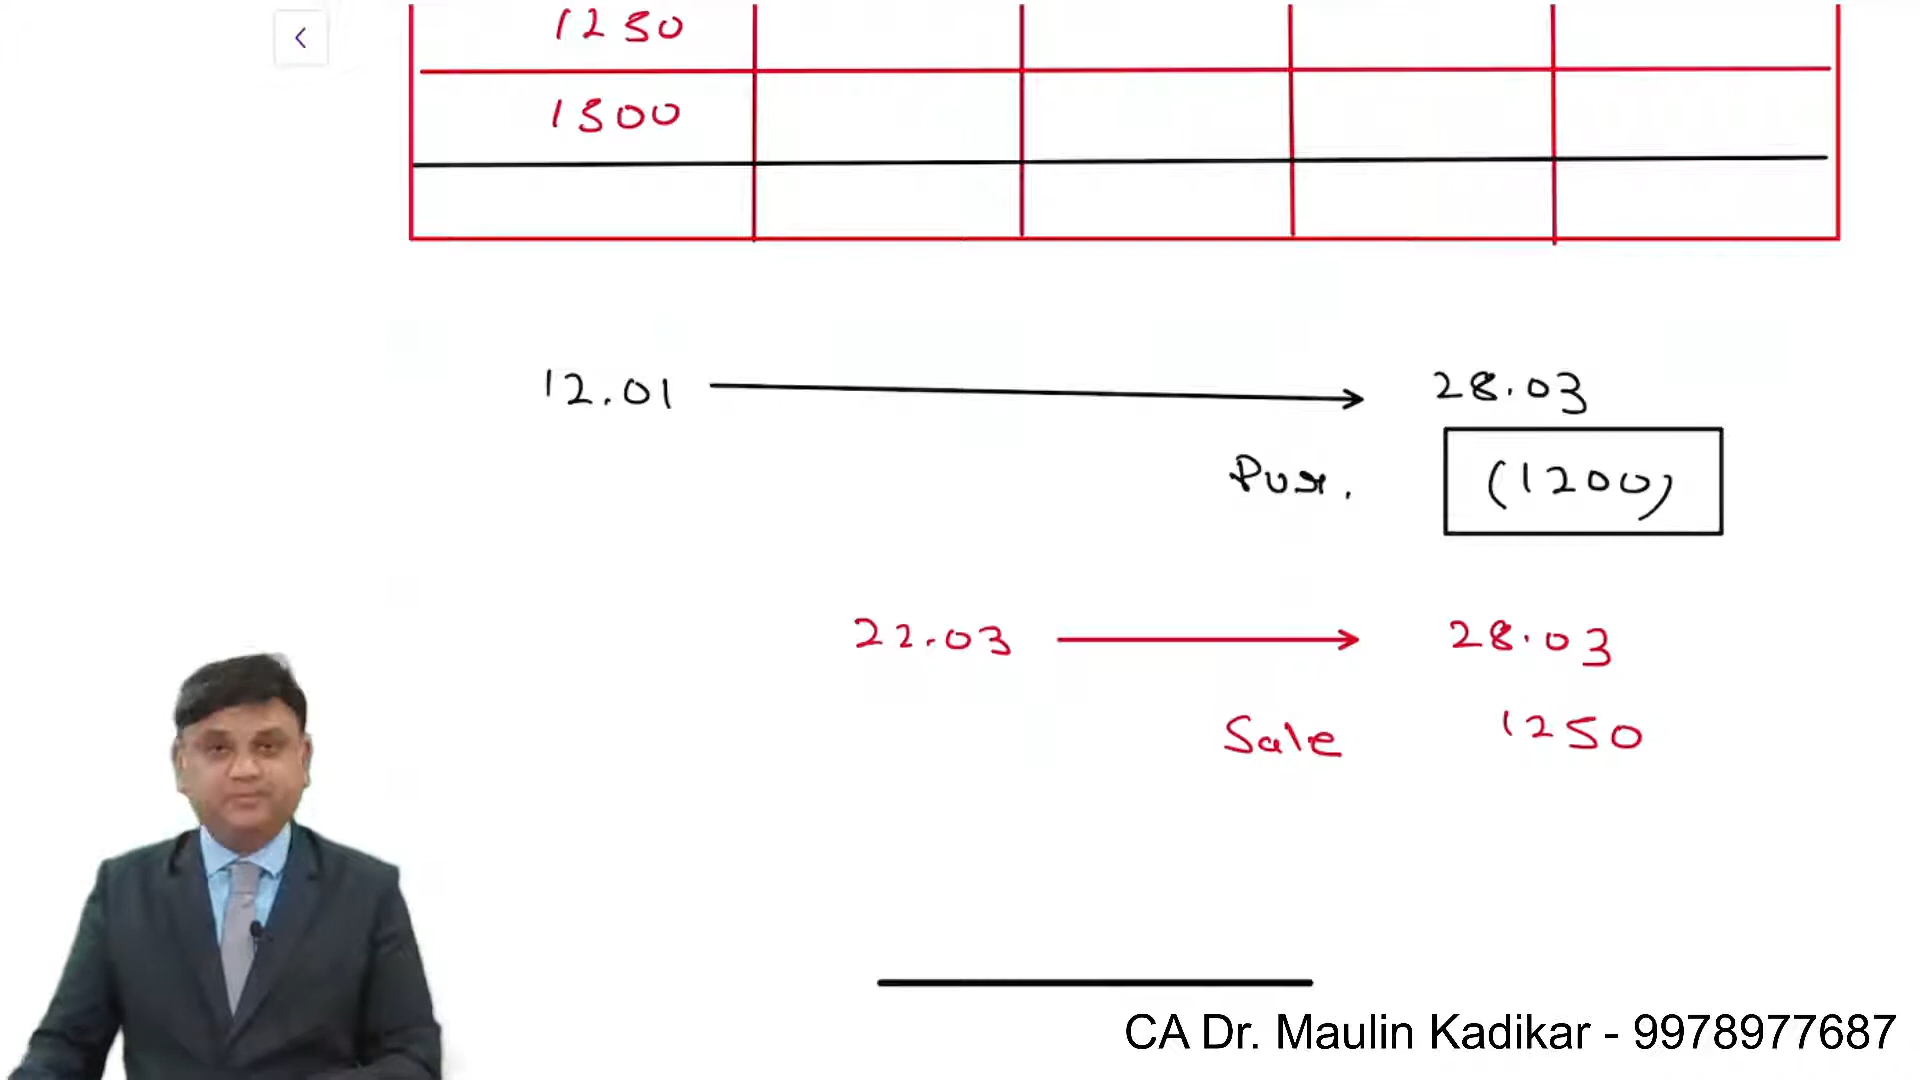 1250
1300
12.01 28.03
Pur. (1200)
22.03 28.03
Sale 1250
CA Dr. Maulin Kadikar - 9978977687